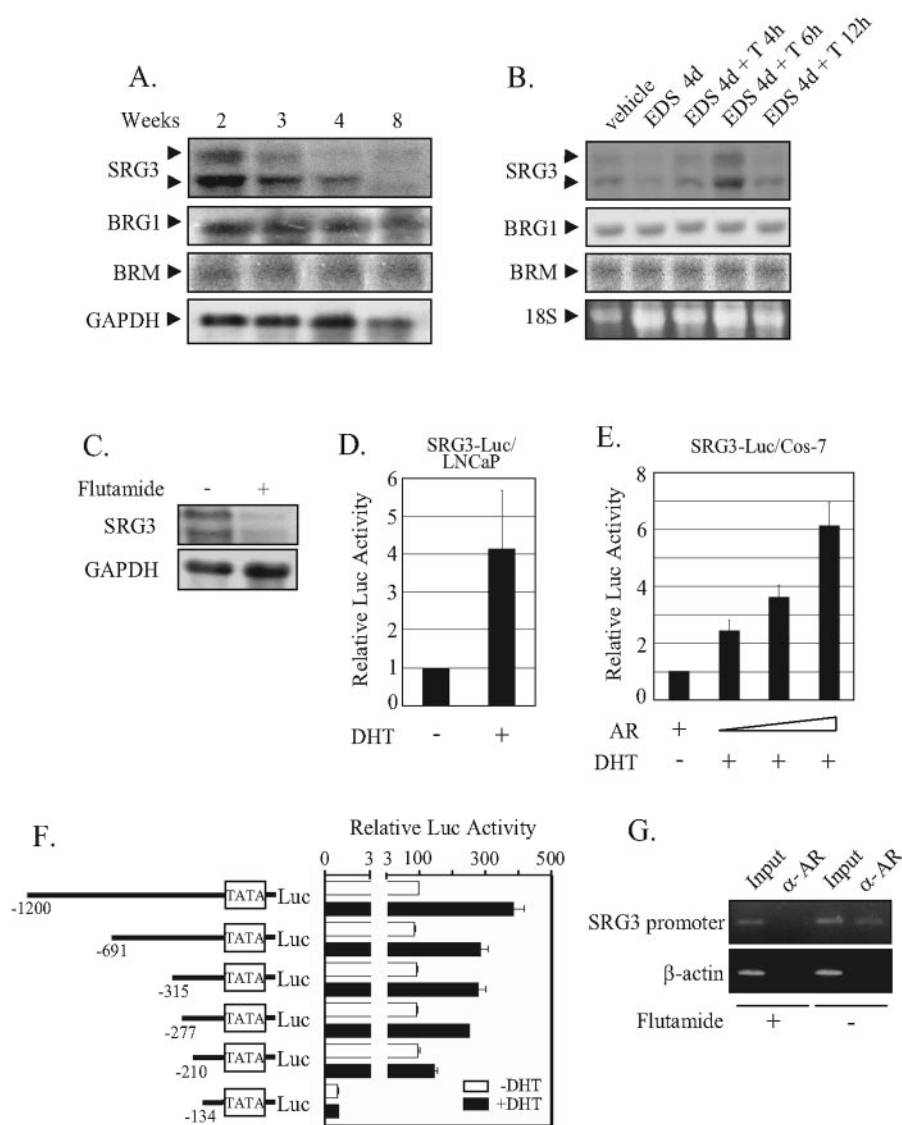 A.
Weeks 2 3 4 8
SRG3
BRG1
BRM
GAPDH
B.
vehicle
EDS 4d
EDS 4d + T 4h
EDS 4d + T 6h
EDS 4d + T 12h
SRG3
BRG1
BRM
18S
C.
Flutamide - +
SRG3
GAPDH
D.
SRG3-Luc/
LNCaP
Relative Luc Activity
6
5
4
3
2
1
0
DHT - +
E.
SRG3-Luc/Cos-7
Relative Luc Activity
8
6
4
2
0
AR +
DHT - + + +
F.
Relative Luc Activity
0 3 3 100 300 500
TATA Luc
-1200
TATA Luc
-691
TATA Luc
-315
TATA Luc
-277
TATA Luc
-210
TATA Luc
-134
-DHT
+DHT
G.
Input α-AR Input α-AR
SRG3 promoter
β-actin
Flutamide + -